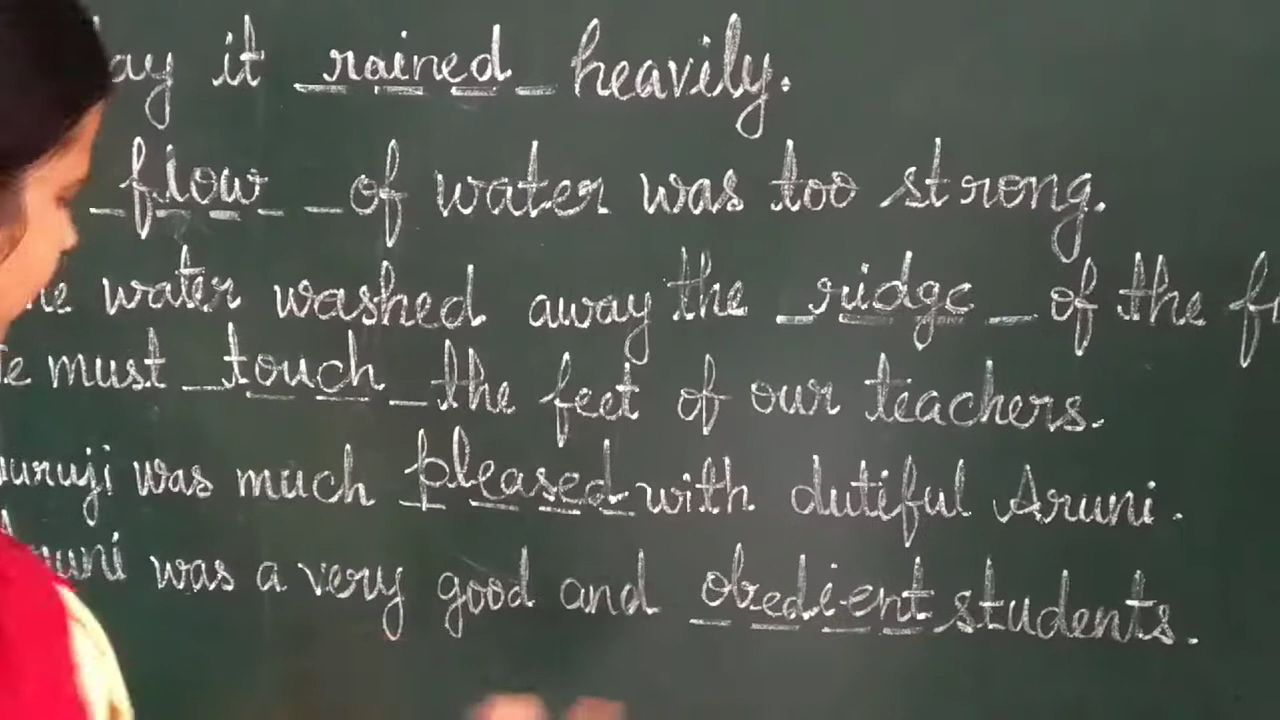 ay it rained heavily.
flow of water was too strong.
he water washed away the ridge of the f
e must touch the feet of our teachers.
uruji was much pleased with dutiful Aruni.
uni was a very good and obedient students.